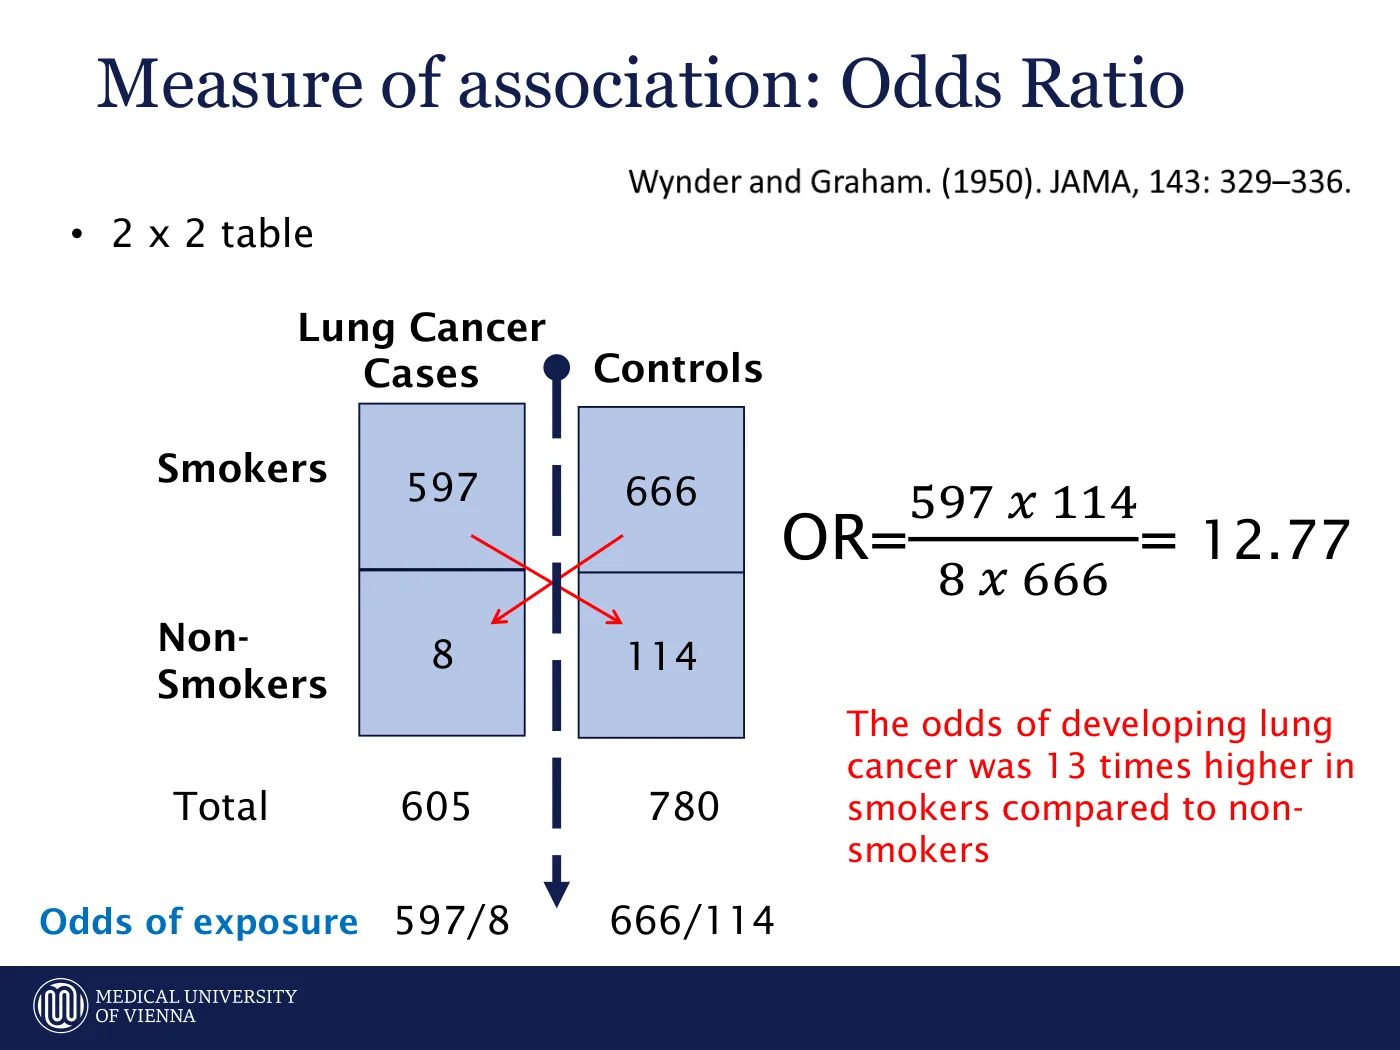 Measure of association: Odds Ratio
Wynder and Graham. (1950). JAMA, 143: 329–336.
• 2 x 2 table
Lung Cancer
Cases
Controls
Smokers
597
666
Non-
Smokers
8
114
Total
605
780
Odds of exposure
597/8
666/114
OR=
597 x 114
8 x 666
= 12.77
The odds of developing lung
cancer was 13 times higher in
smokers compared to non-
smokers
MEDICAL UNIVERSITY
OF VIENNA